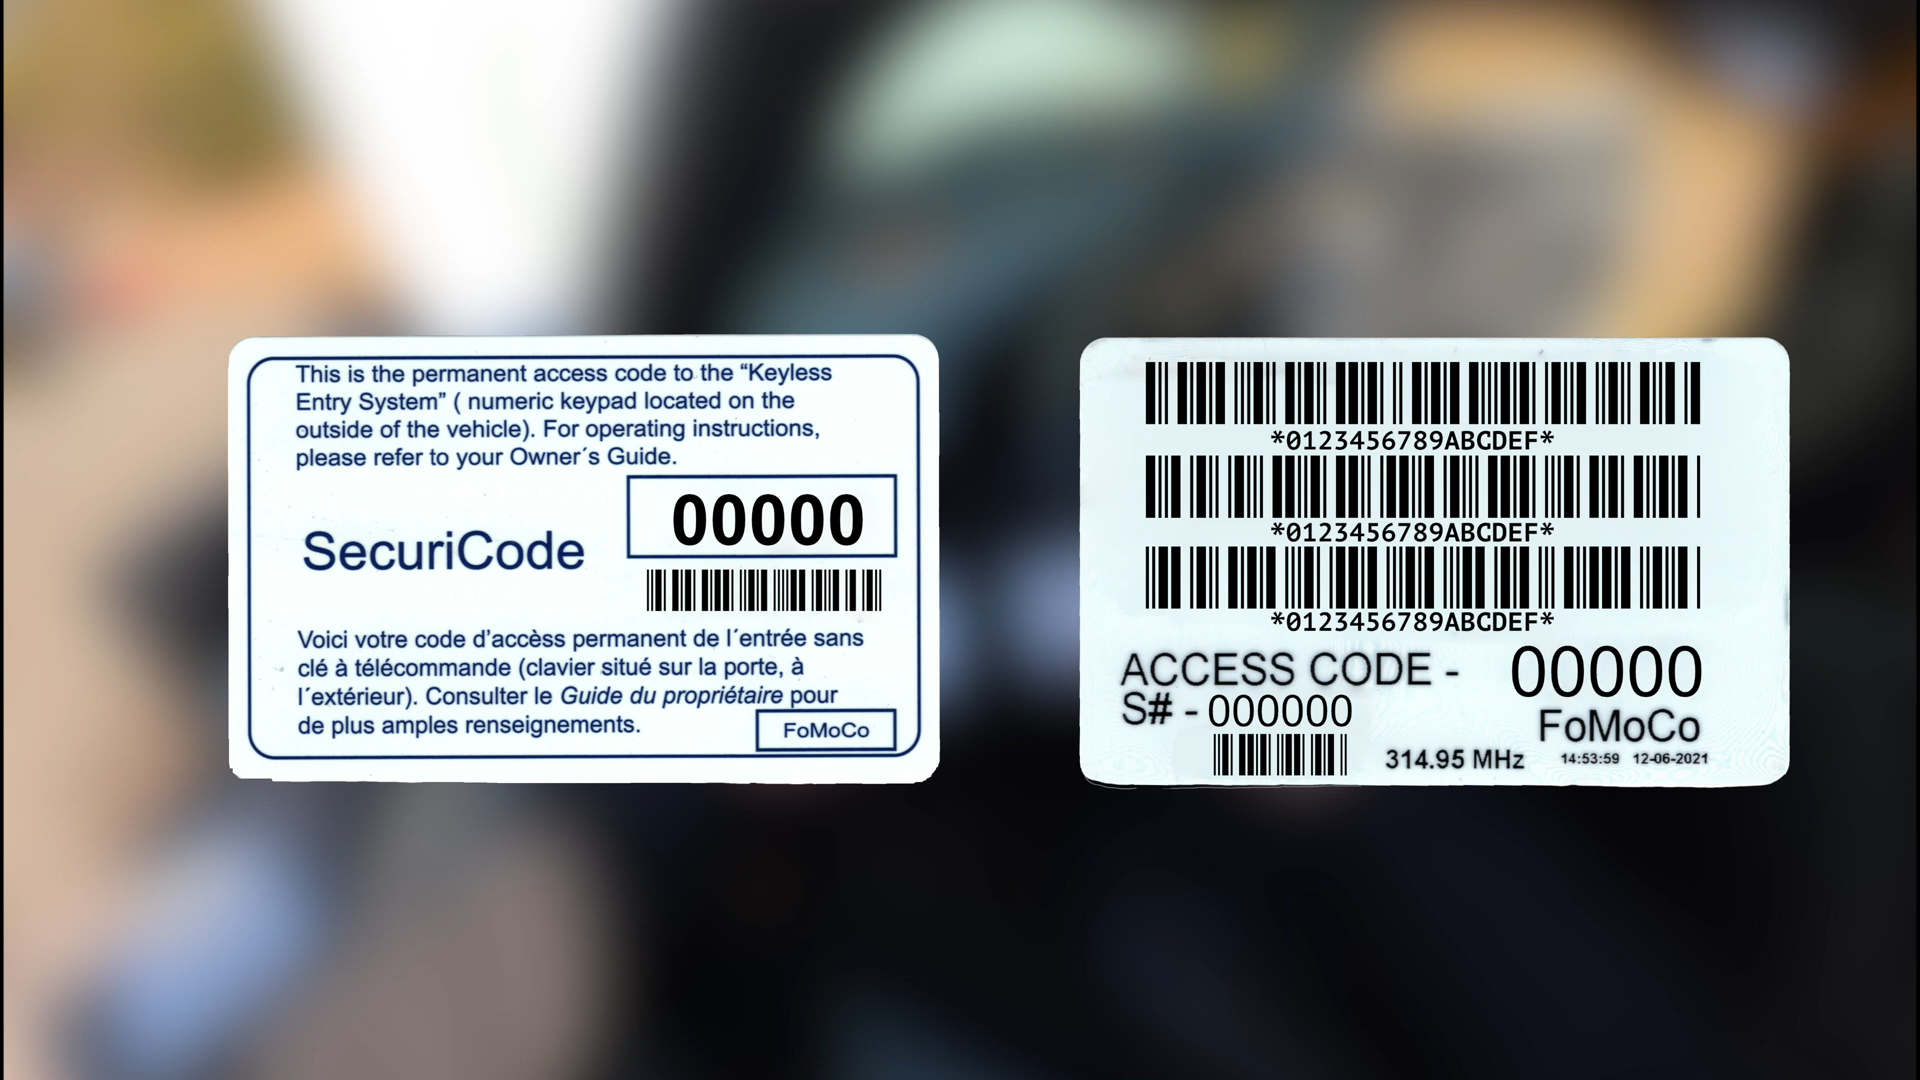 This is the permanent access code to the “Keyless
Entry System” ( numeric keypad located on the
outside of the vehicle). For operating instructions,
please refer to your Owner´s Guide.
00000
SecuriCode
Voici votre code d’accèss permanent de l´entrée sans
clé à télécommande (clavier situé sur la porte, à
l´extérieur). Consulter le Guide du propriétaire pour
de plus amples renseignements.
FoMoCo
*0123456789ABCDEF*
*0123456789ABCDEF*
*0123456789ABCDEF*
ACCESS CODE - 00000
S# - 000000
FoMoCo
314.95 MHz 14:53:59 12-06-2021